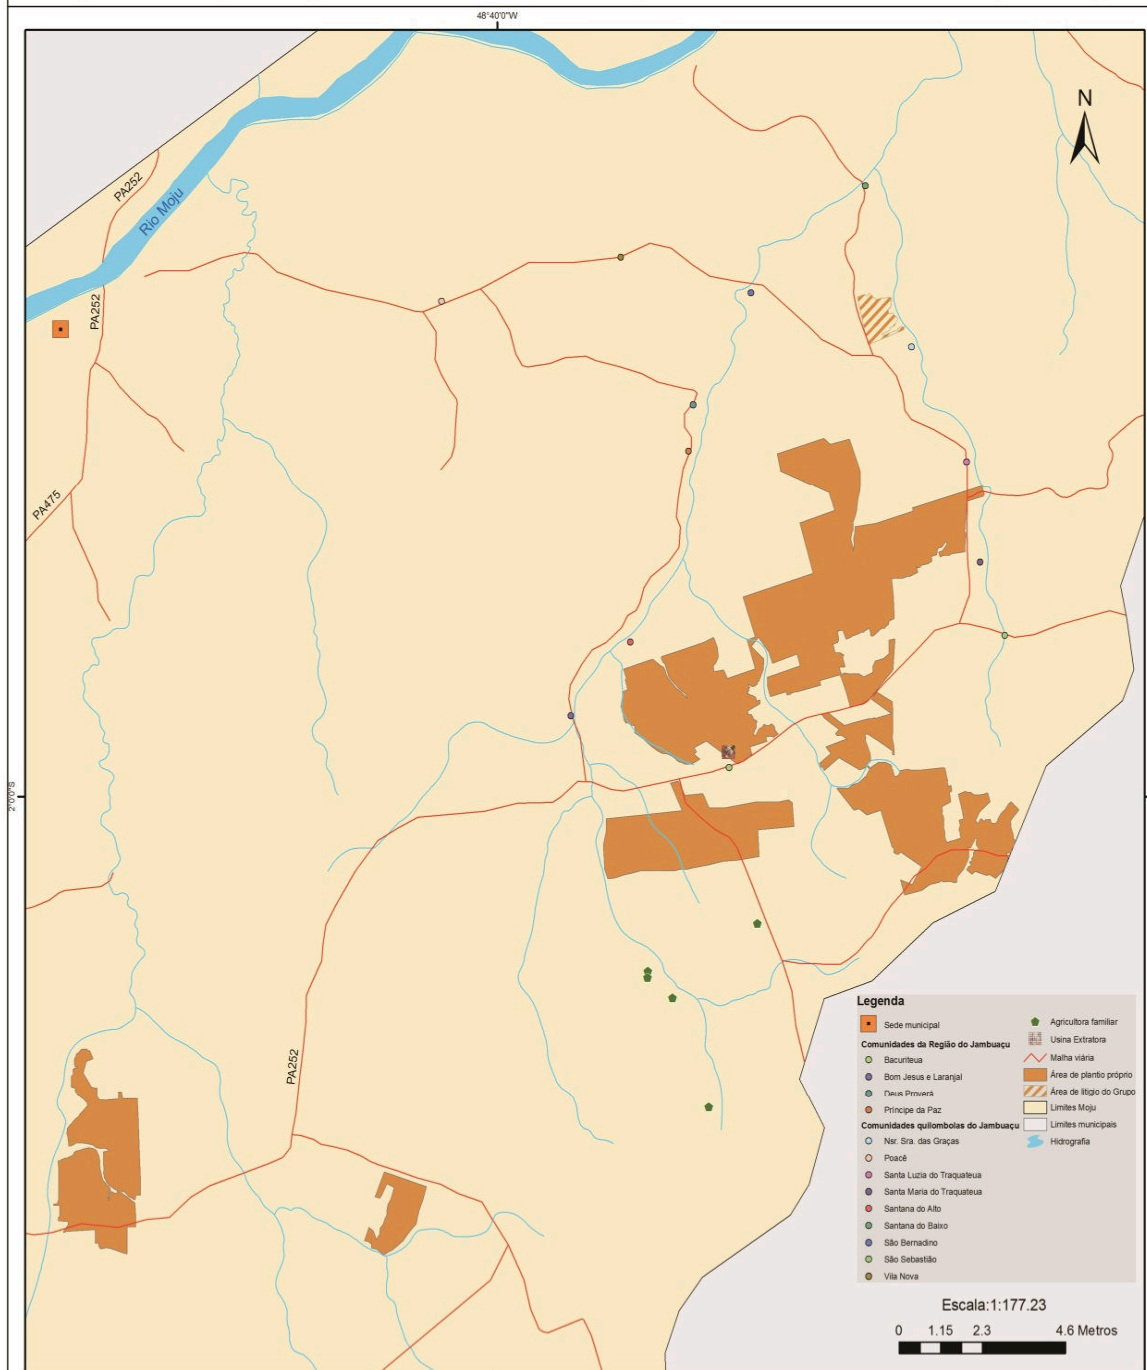 48°40'0"W
N
PA252
Rio Moju
PA252
PA475
2°0'0"S
PA252
Legenda
Sede municipal
Comunidades da Região do Jambuaçu
Bacuriteua
Bom Jesus e Laranjal
Deus Proverá
Príncipe da Paz
Comunidades quilombolas do Jambuaçu
Nsr. Sra. das Graças
Poacê
Santa Luzia do Traquateua
Santa Maria do Traquateua
Santana do Alto
Santana do Baixo
São Bernadino
São Sebastião
Vila Nova
Agricultora familiar
Usina Extratora
Malha viária
Área de plantio próprio
Área de litígio do Grupo
Limites Moju
Limites municipais
Hidrografia
Escala:1:177.23
0 1.15 2.3 4.6 Metros